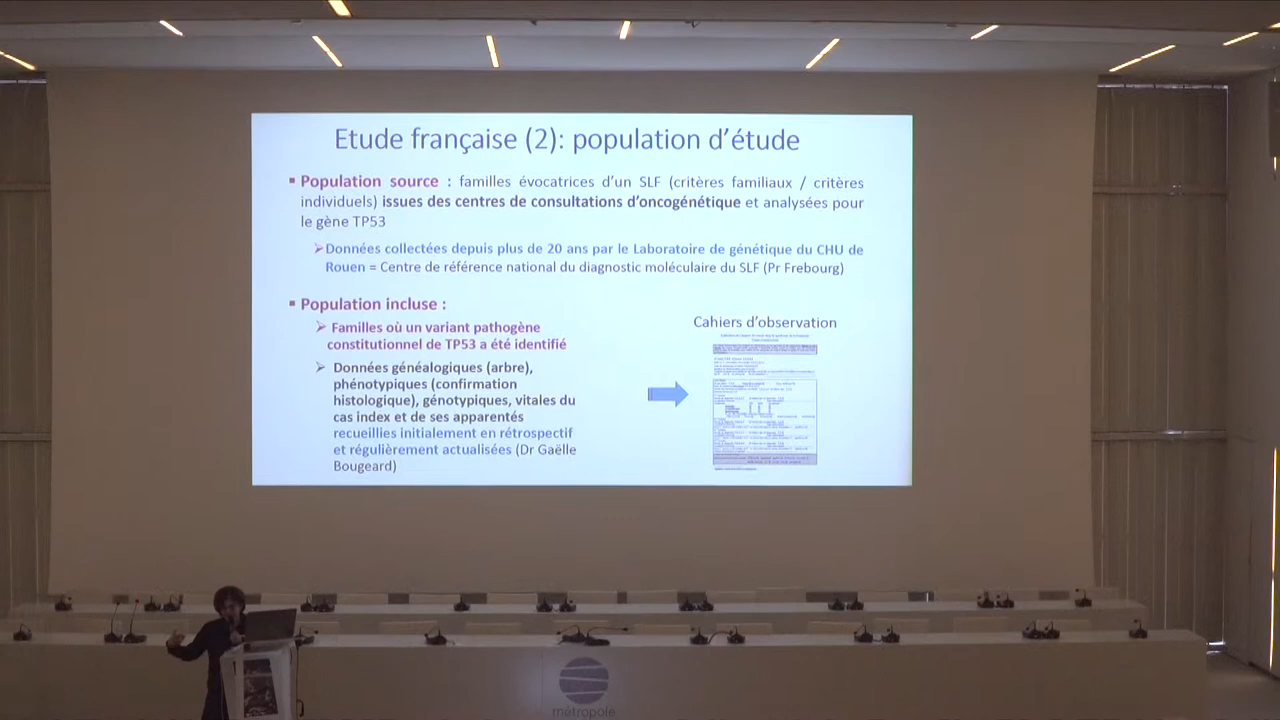 Etude française (2): population d'étude
▪ Population source : familles évocatrices d'un SLF (critères familiaux / critères
individuels) issues des centres de consultations d'oncogénétique et analysées pour
le gène TP53
➢Données collectées depuis plus de 20 ans par le Laboratoire de génétique du CHU de
Rouen = Centre de référence national du diagnostic moléculaire du SLF (Pr Frebourg)
▪ Population incluse :
➢ Familles où un variant pathogène
constitutionnel de TP53 a été identifié
➢ Données généalogiques (arbre),
phénotypiques (confirmation
histologique), génotypiques, vitales du
cas index et de ses apparentés
recueillies initialement en rétrospectif
et régulièrement actualisées (Dr Gaëlle
Bougeard)
Cahiers d'observation
métropole